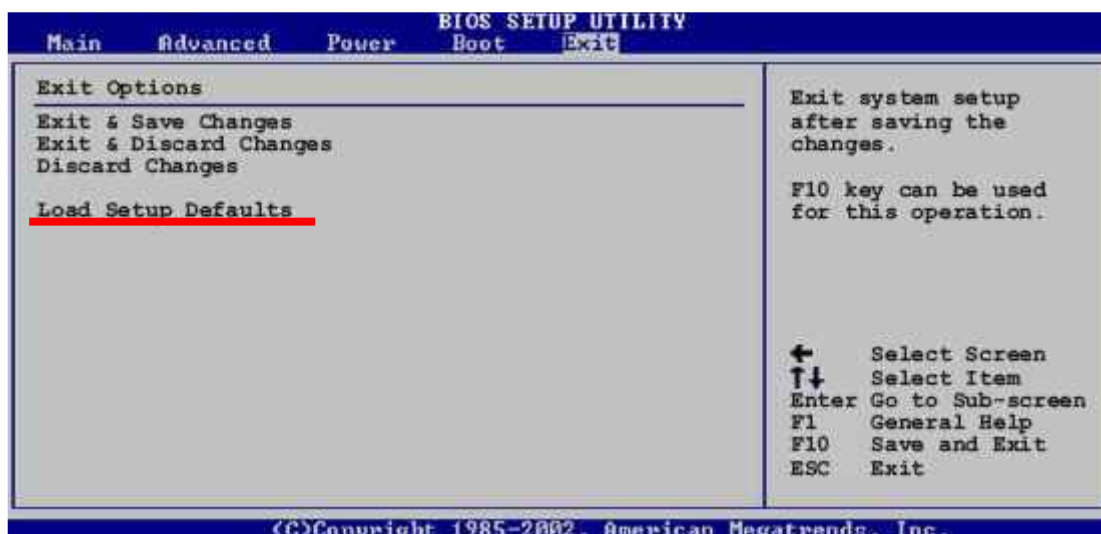 BIOS SETUP UTILITY
Main Advanced Power Boot Exit
Exit Options
Exit & Save Changes
Exit & Discard Changes
Discard Changes
Load Setup Defaults
Exit system setup
after saving the
changes.
F10 key can be used
for this operation.
← Select Screen
↑↓ Select Item
Enter Go to Sub-screen
F1 General Help
F10 Save and Exit
ESC Exit
(C)Copyright 1985-2002, American Megatrends, Inc.